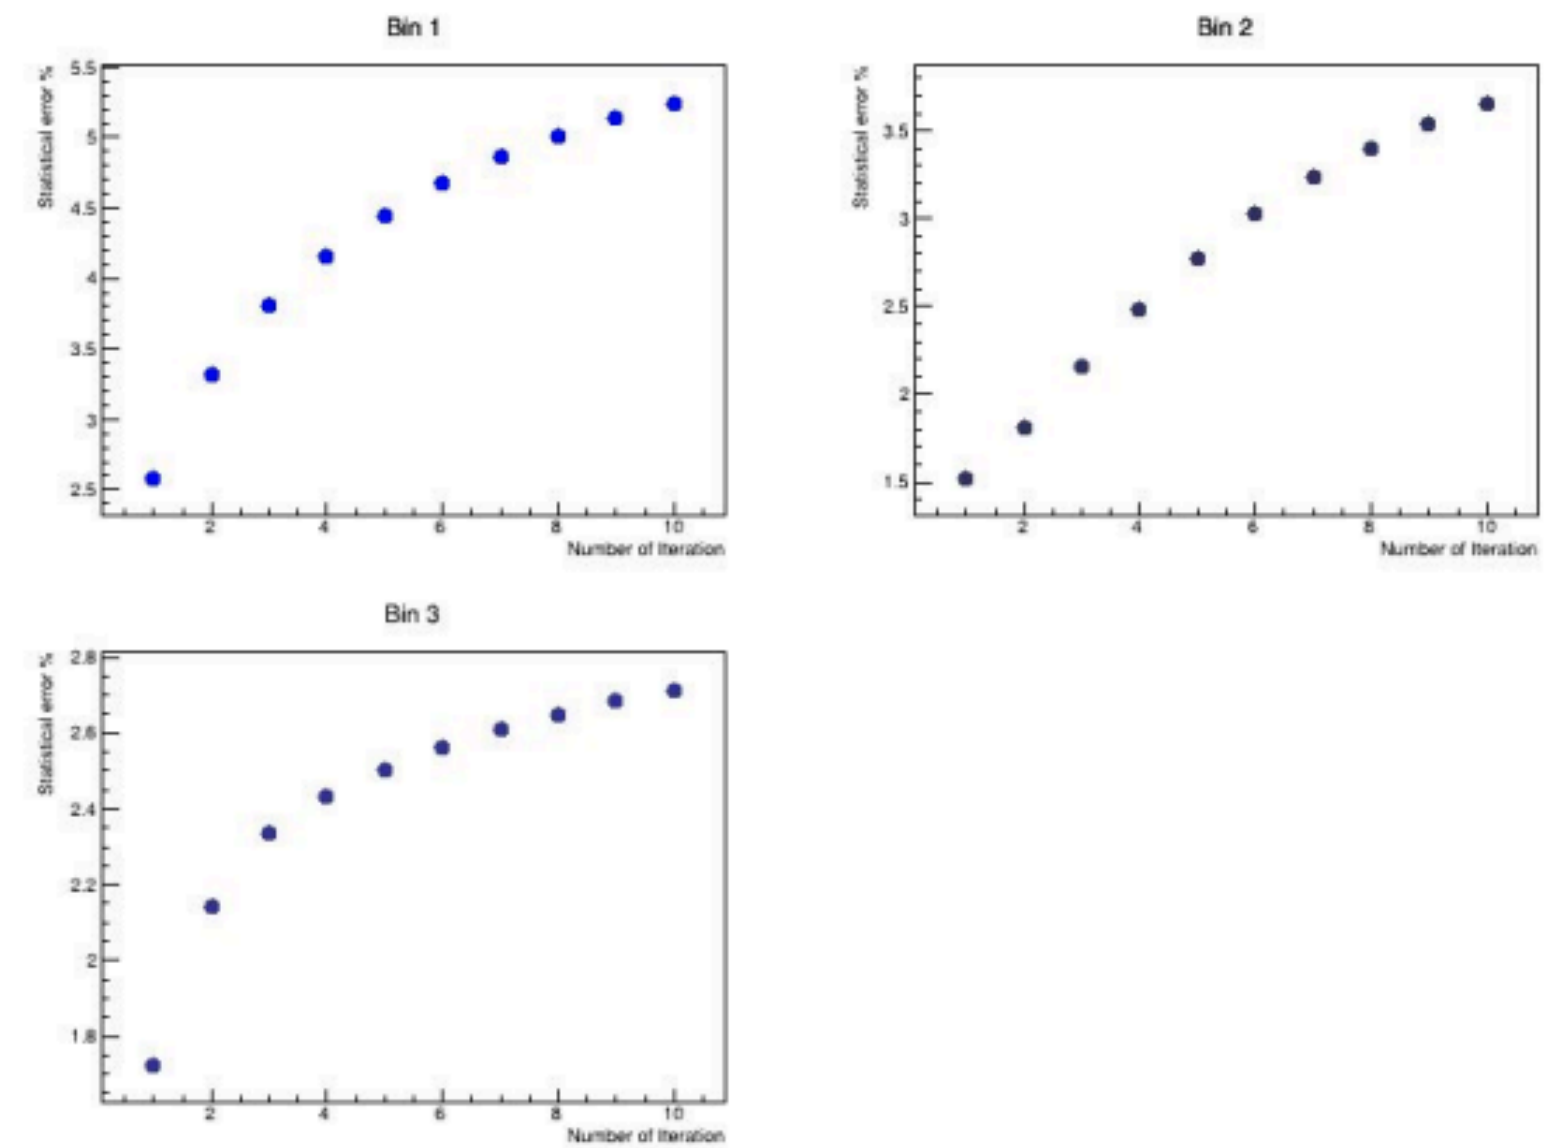 Bin 1
Statistical error %
5.5
5
4.5
4
3.5
3
2.5
2 4 6 8 10
Number of Iteration
Bin 2
Statistical error %
3.5
3
2.5
2
1.5
2 4 6 8 10
Number of Iteration
Bin 3
Statistical error %
2.8
2.6
2.4
2.2
2
1.8
2 4 6 8 10
Number of Iteration